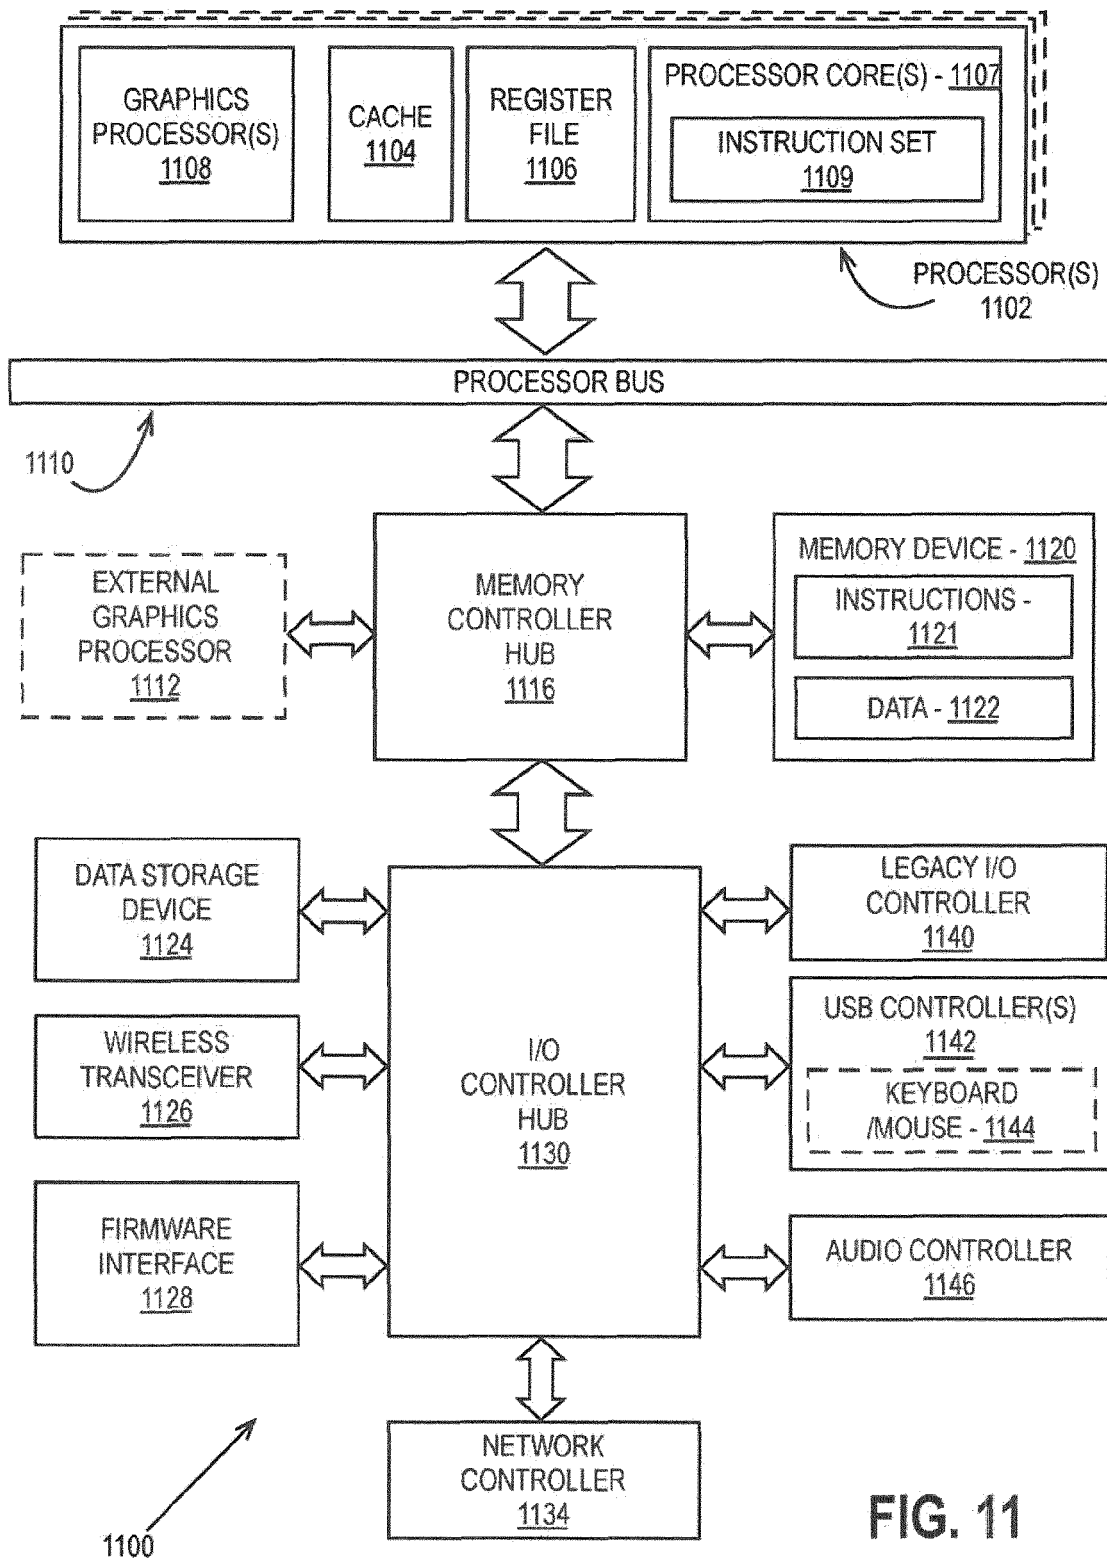 GRAPHICS
PROCESSOR(S)
1108
CACHE
1104
REGISTER
FILE
1106
PROCESSOR CORE(S) - 1107
INSTRUCTION SET
1109
PROCESSOR(S)
1102
PROCESSOR BUS
1110
EXTERNAL
GRAPHICS
PROCESSOR
1112
MEMORY
CONTROLLER
HUB
1116
MEMORY DEVICE - 1120
INSTRUCTIONS -
1121
DATA - 1122
DATA STORAGE
DEVICE
1124
WIRELESS
TRANSCEIVER
1126
FIRMWARE
INTERFACE
1128
I/O
CONTROLLER
HUB
1130
LEGACY I/O
CONTROLLER
1140
USB CONTROLLER(S)
1142
KEYBOARD
/MOUSE - 1144
AUDIO CONTROLLER
1146
NETWORK
CONTROLLER
1134
1100
FIG. 11